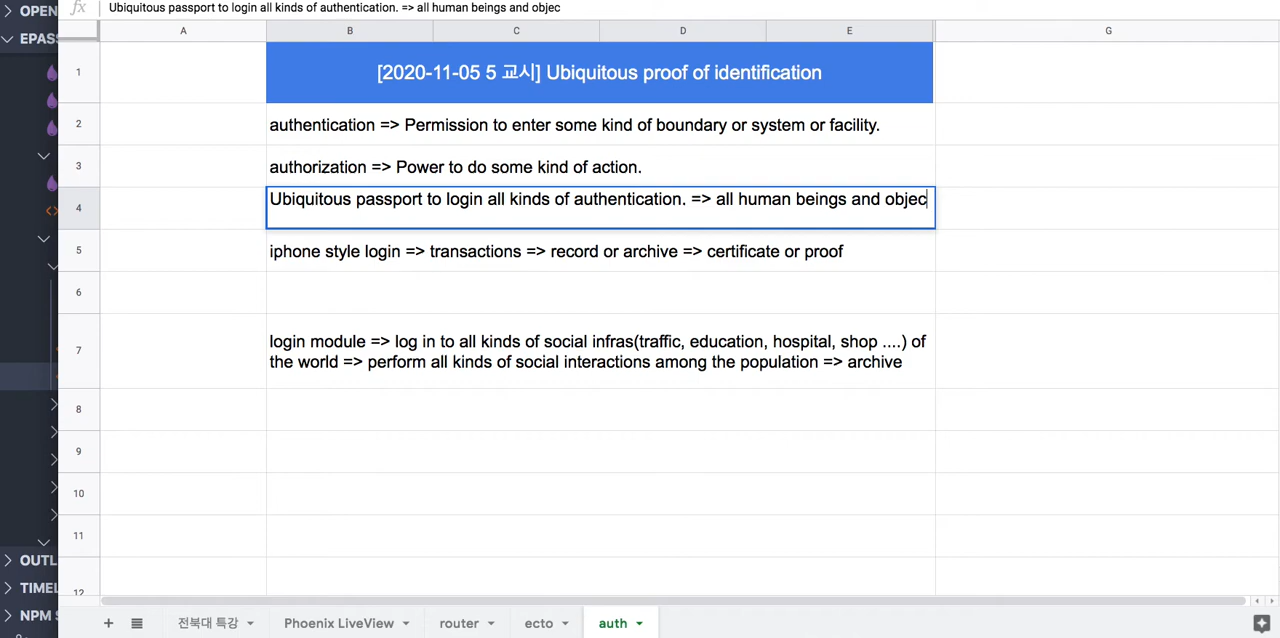 OPEN
fx Ubiquitous passport to login all kinds of authentication. => all human beings and objec
EPAS
A B C D E G
1 [2020-11-05 5 교시] Ubiquitous proof of identification
2 authentication => Permission to enter some kind of boundary or system or facility.
3 authorization => Power to do some kind of action.
4 Ubiquitous passport to login all kinds of authentication. => all human beings and objec
5 iphone style login => transactions => record or archive => certificate or proof
6
7 login module => log in to all kinds of social infras(traffic, education, hospital, shop ....) of
the world => perform all kinds of social interactions among the population => archive
8
9
10
11
OUTL
TIMEL
12
NPM S
+ 전북대 특강 Phoenix LiveView router ecto auth